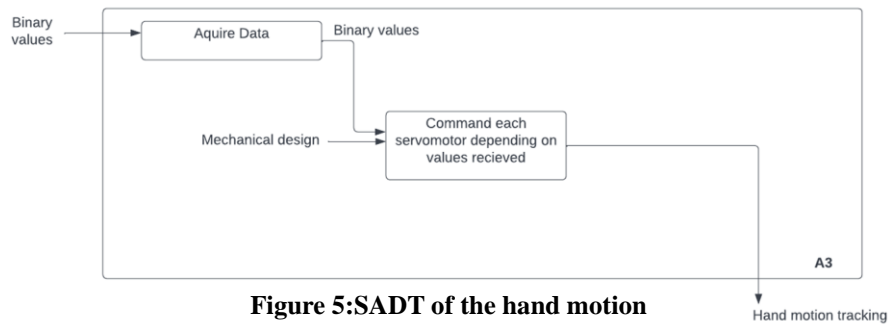 Binary
values
Aquire Data
Binary values
Mechanical design
Command each
servomotor depending on
values recieved
A3
Figure 5:SADT of the hand motion
Hand motion tracking